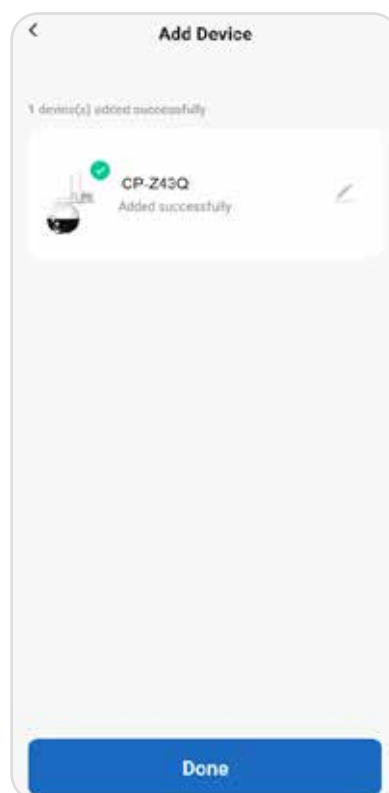 Add Device
1 device(s) added successfully
CP-Z43Q
Added successfully
Done